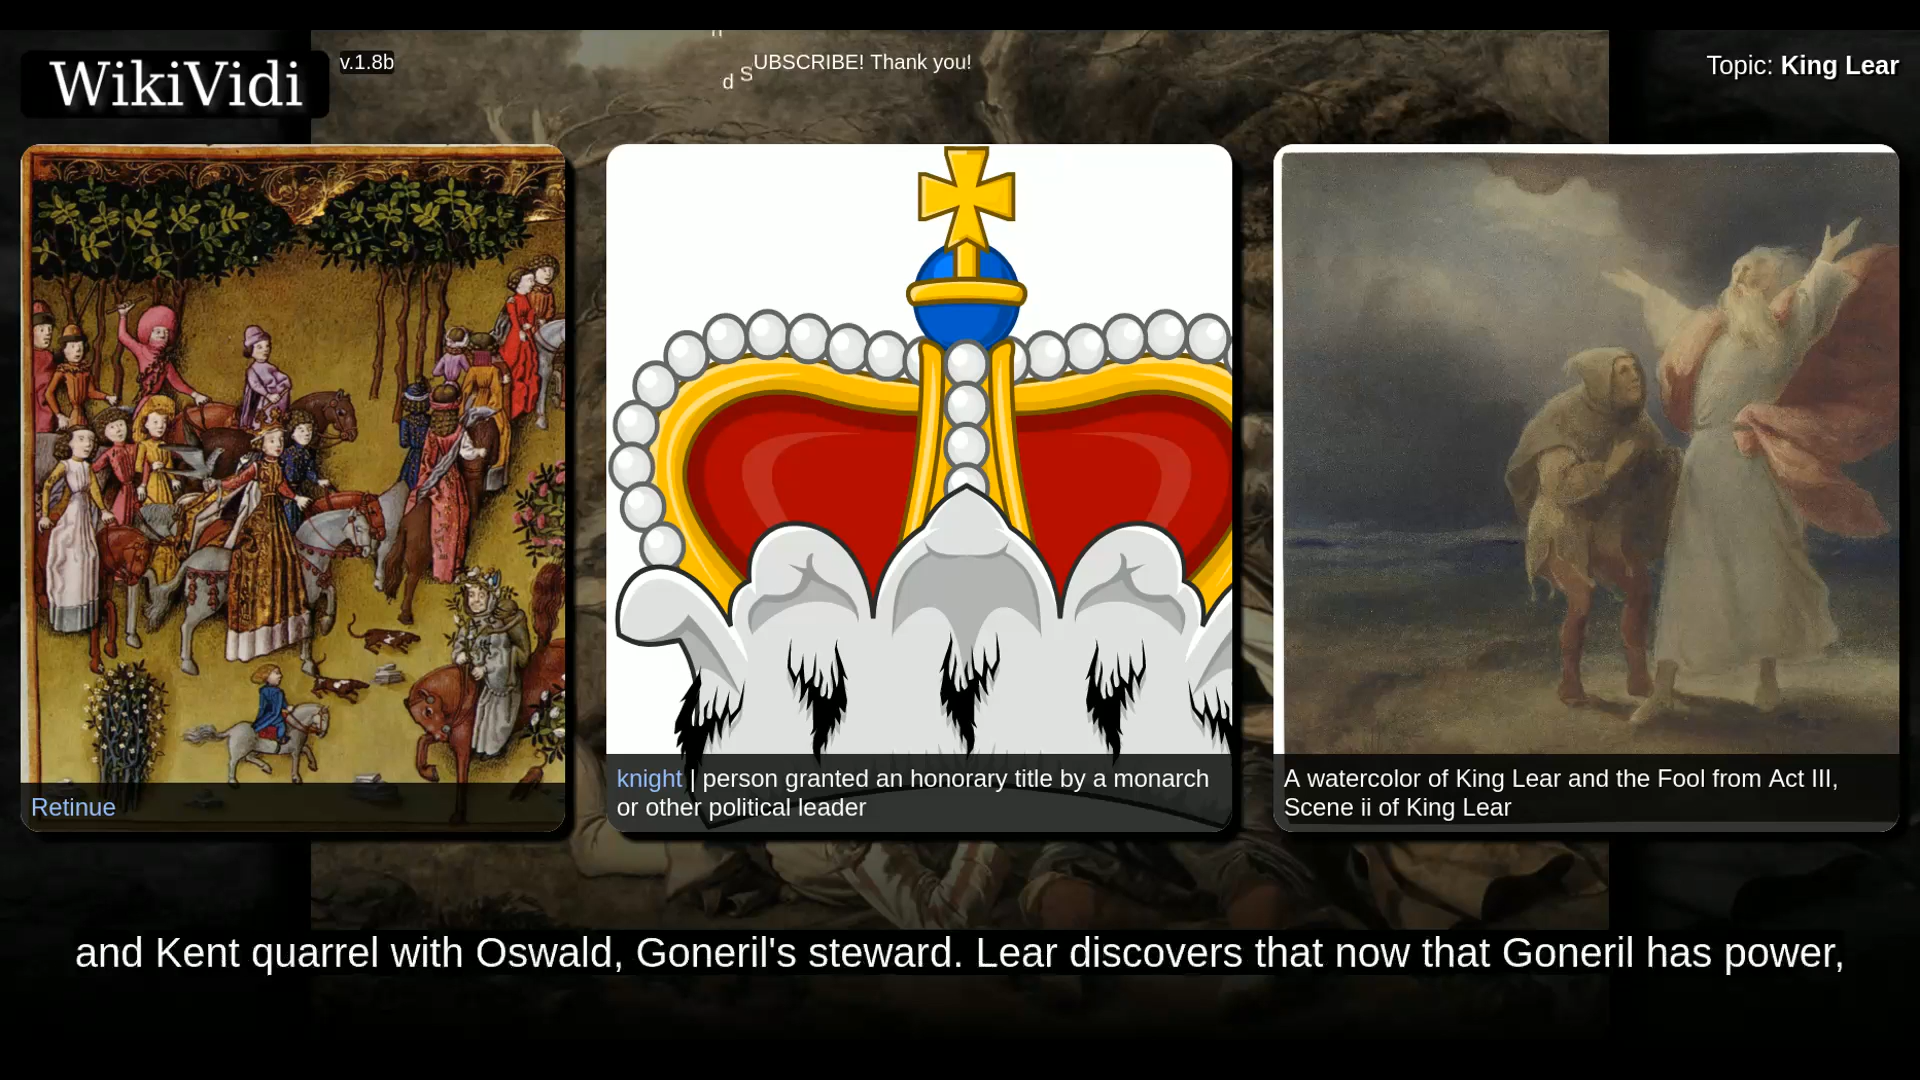 WikiVidi
v.1.8b
d SUBSCRIBE! Thank you!
Topic: King Lear
Retinue
knight | person granted an honorary title by a monarch
or other political leader
A watercolor of King Lear and the Fool from Act III,
Scene ii of King Lear
and Kent quarrel with Oswald, Goneril's steward. Lear discovers that now that Goneril has power,